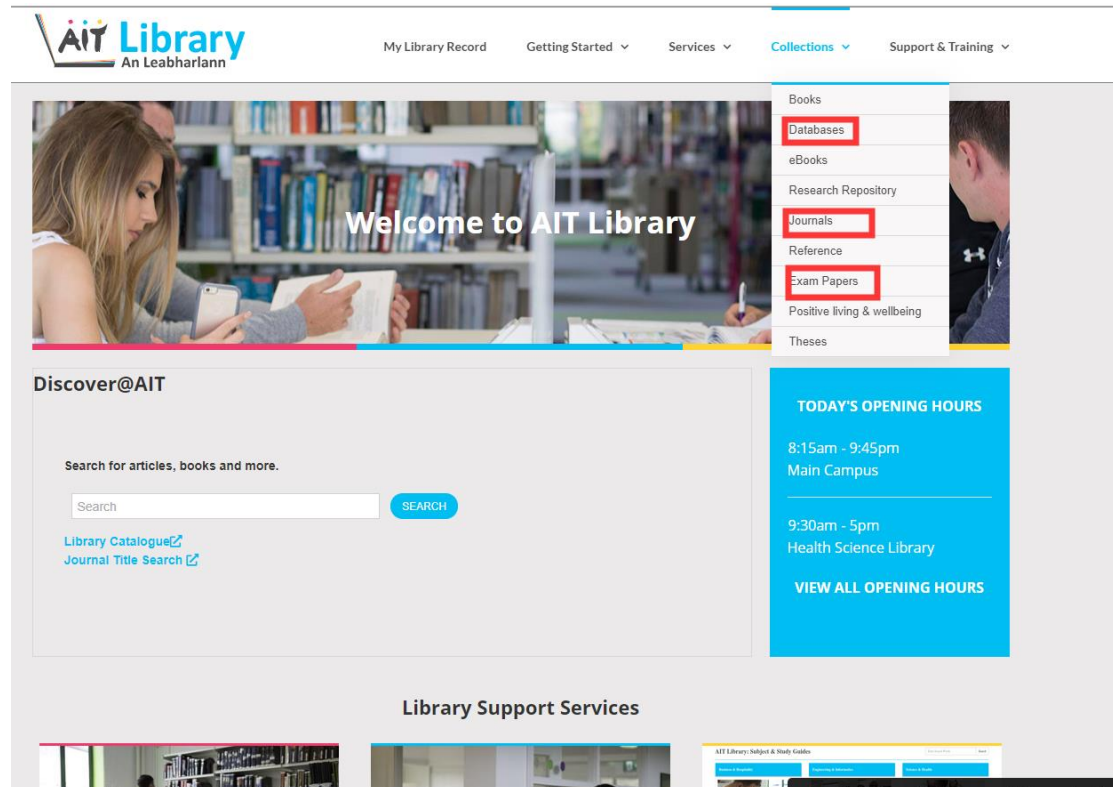 AIT Library
An Leabharlann
My Library Record
Getting Started
Services
Collections
Support & Training
Books
Databases
eBooks
Research Repository
Journals
Reference
Exam Papers
Positive living & wellbeing
Theses
Welcome to AIT Library
Discover@AIT
Search for articles, books and more.
Search
SEARCH
Library Catalogue
Journal Title Search
TODAY'S OPENING HOURS
8:15am - 9:45pm
Main Campus
9:30am - 5pm
Health Science Library
VIEW ALL OPENING HOURS
Library Support Services
AIT Library: Subject & Study Guides